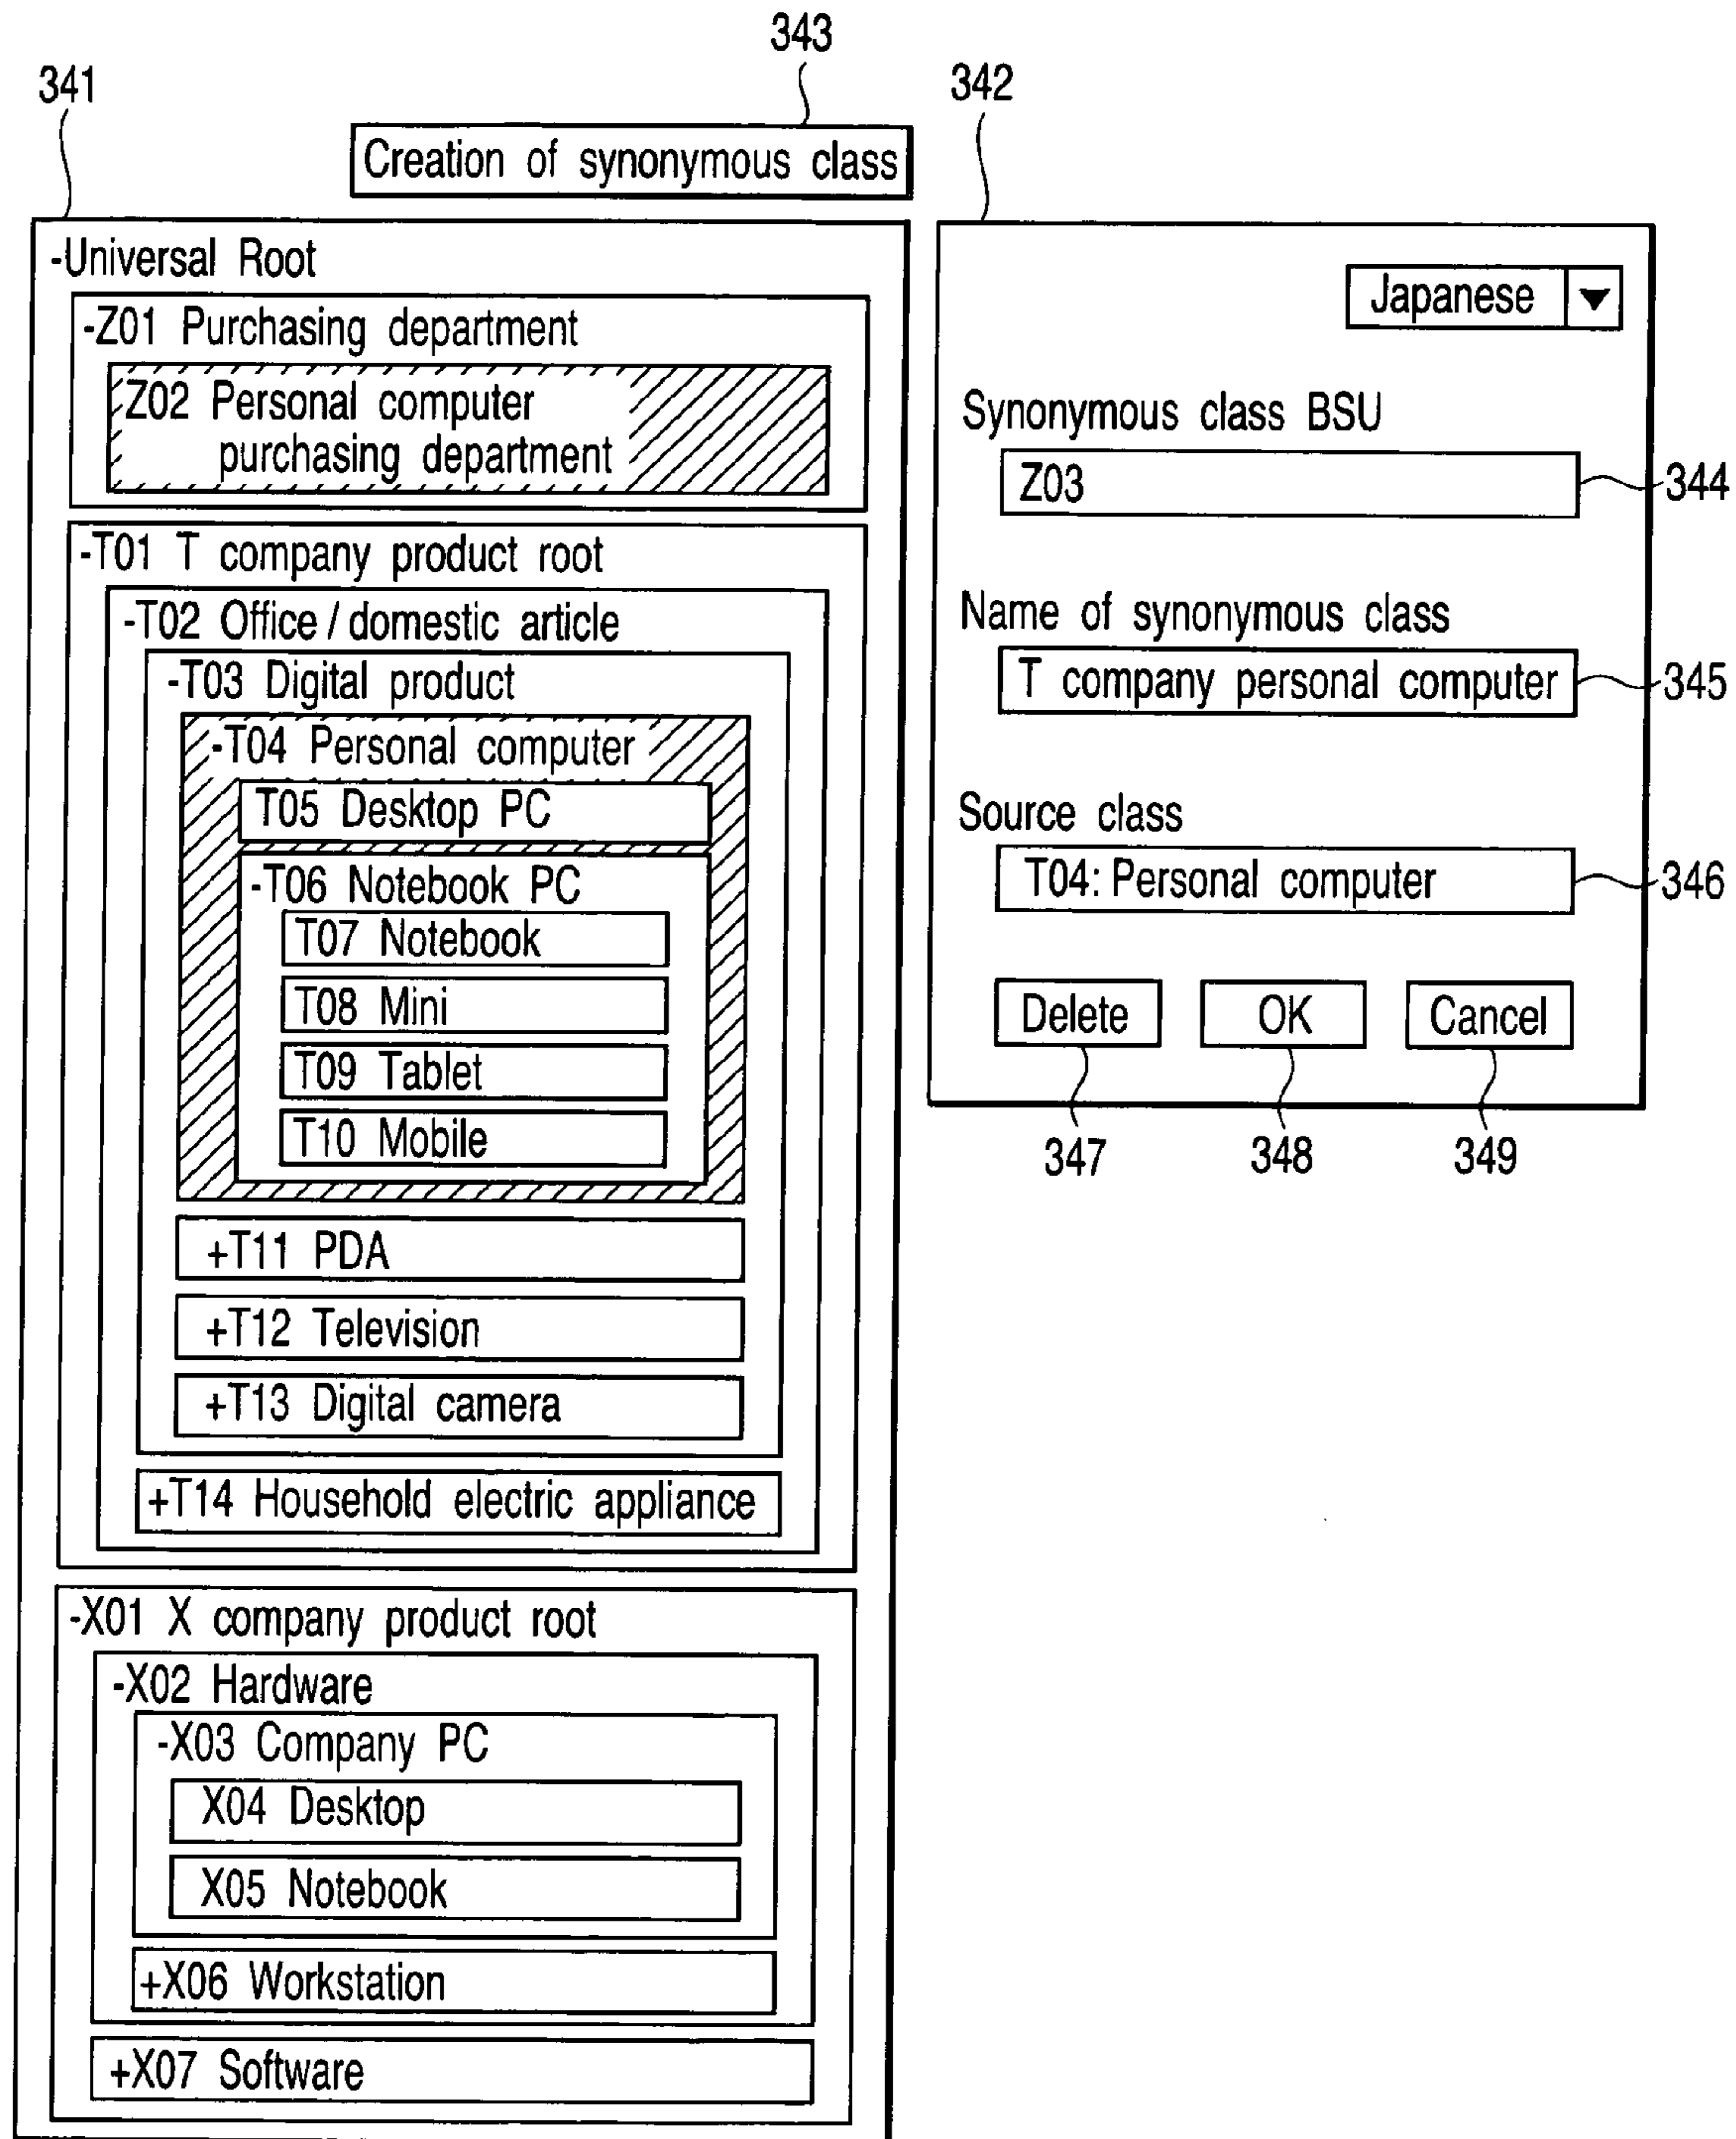 343
341
342
Creation of synonymous class
-Universal Root
-Z01 Purchasing department
Z02 Personal computer
purchasing department
-T01 T company product root
-T02 Office / domestic article
-T03 Digital product
-T04 Personal computer
T05 Desktop PC
-T06 Notebook PC
T07 Notebook
T08 Mini
T09 Tablet
T10 Mobile
+T11 PDA
+T12 Television
+T13 Digital camera
+T14 Household electric appliance
-X01 X company product root
-X02 Hardware
-X03 Company PC
X04 Desktop
X05 Notebook
+X06 Workstation
+X07 Software
Japanese
Synonymous class BSU
Z03
344
Name of synonymous class
T company personal computer
345
Source class
T04: Personal computer
346
Delete
OK
Cancel
347
348
349